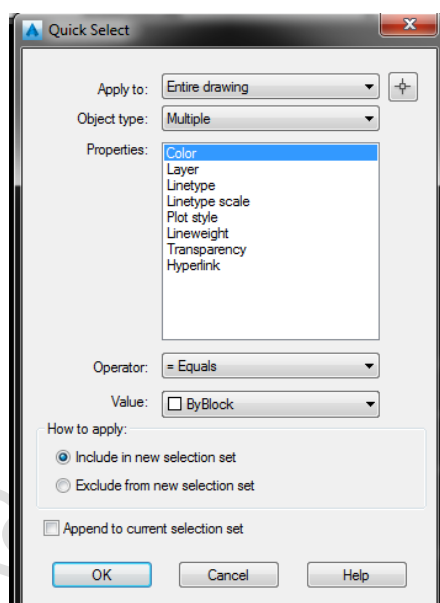 Quick Select
Apply to: Entire drawing
Object type: Multiple
Properties: Color
Layer
Linetype
Linetype scale
Plot style
Lineweight
Transparency
Hyperlink
Operator: = Equals
Value: ByBlock
How to apply:
Include in new selection set
Exclude from new selection set
Append to current selection set
OK Cancel Help